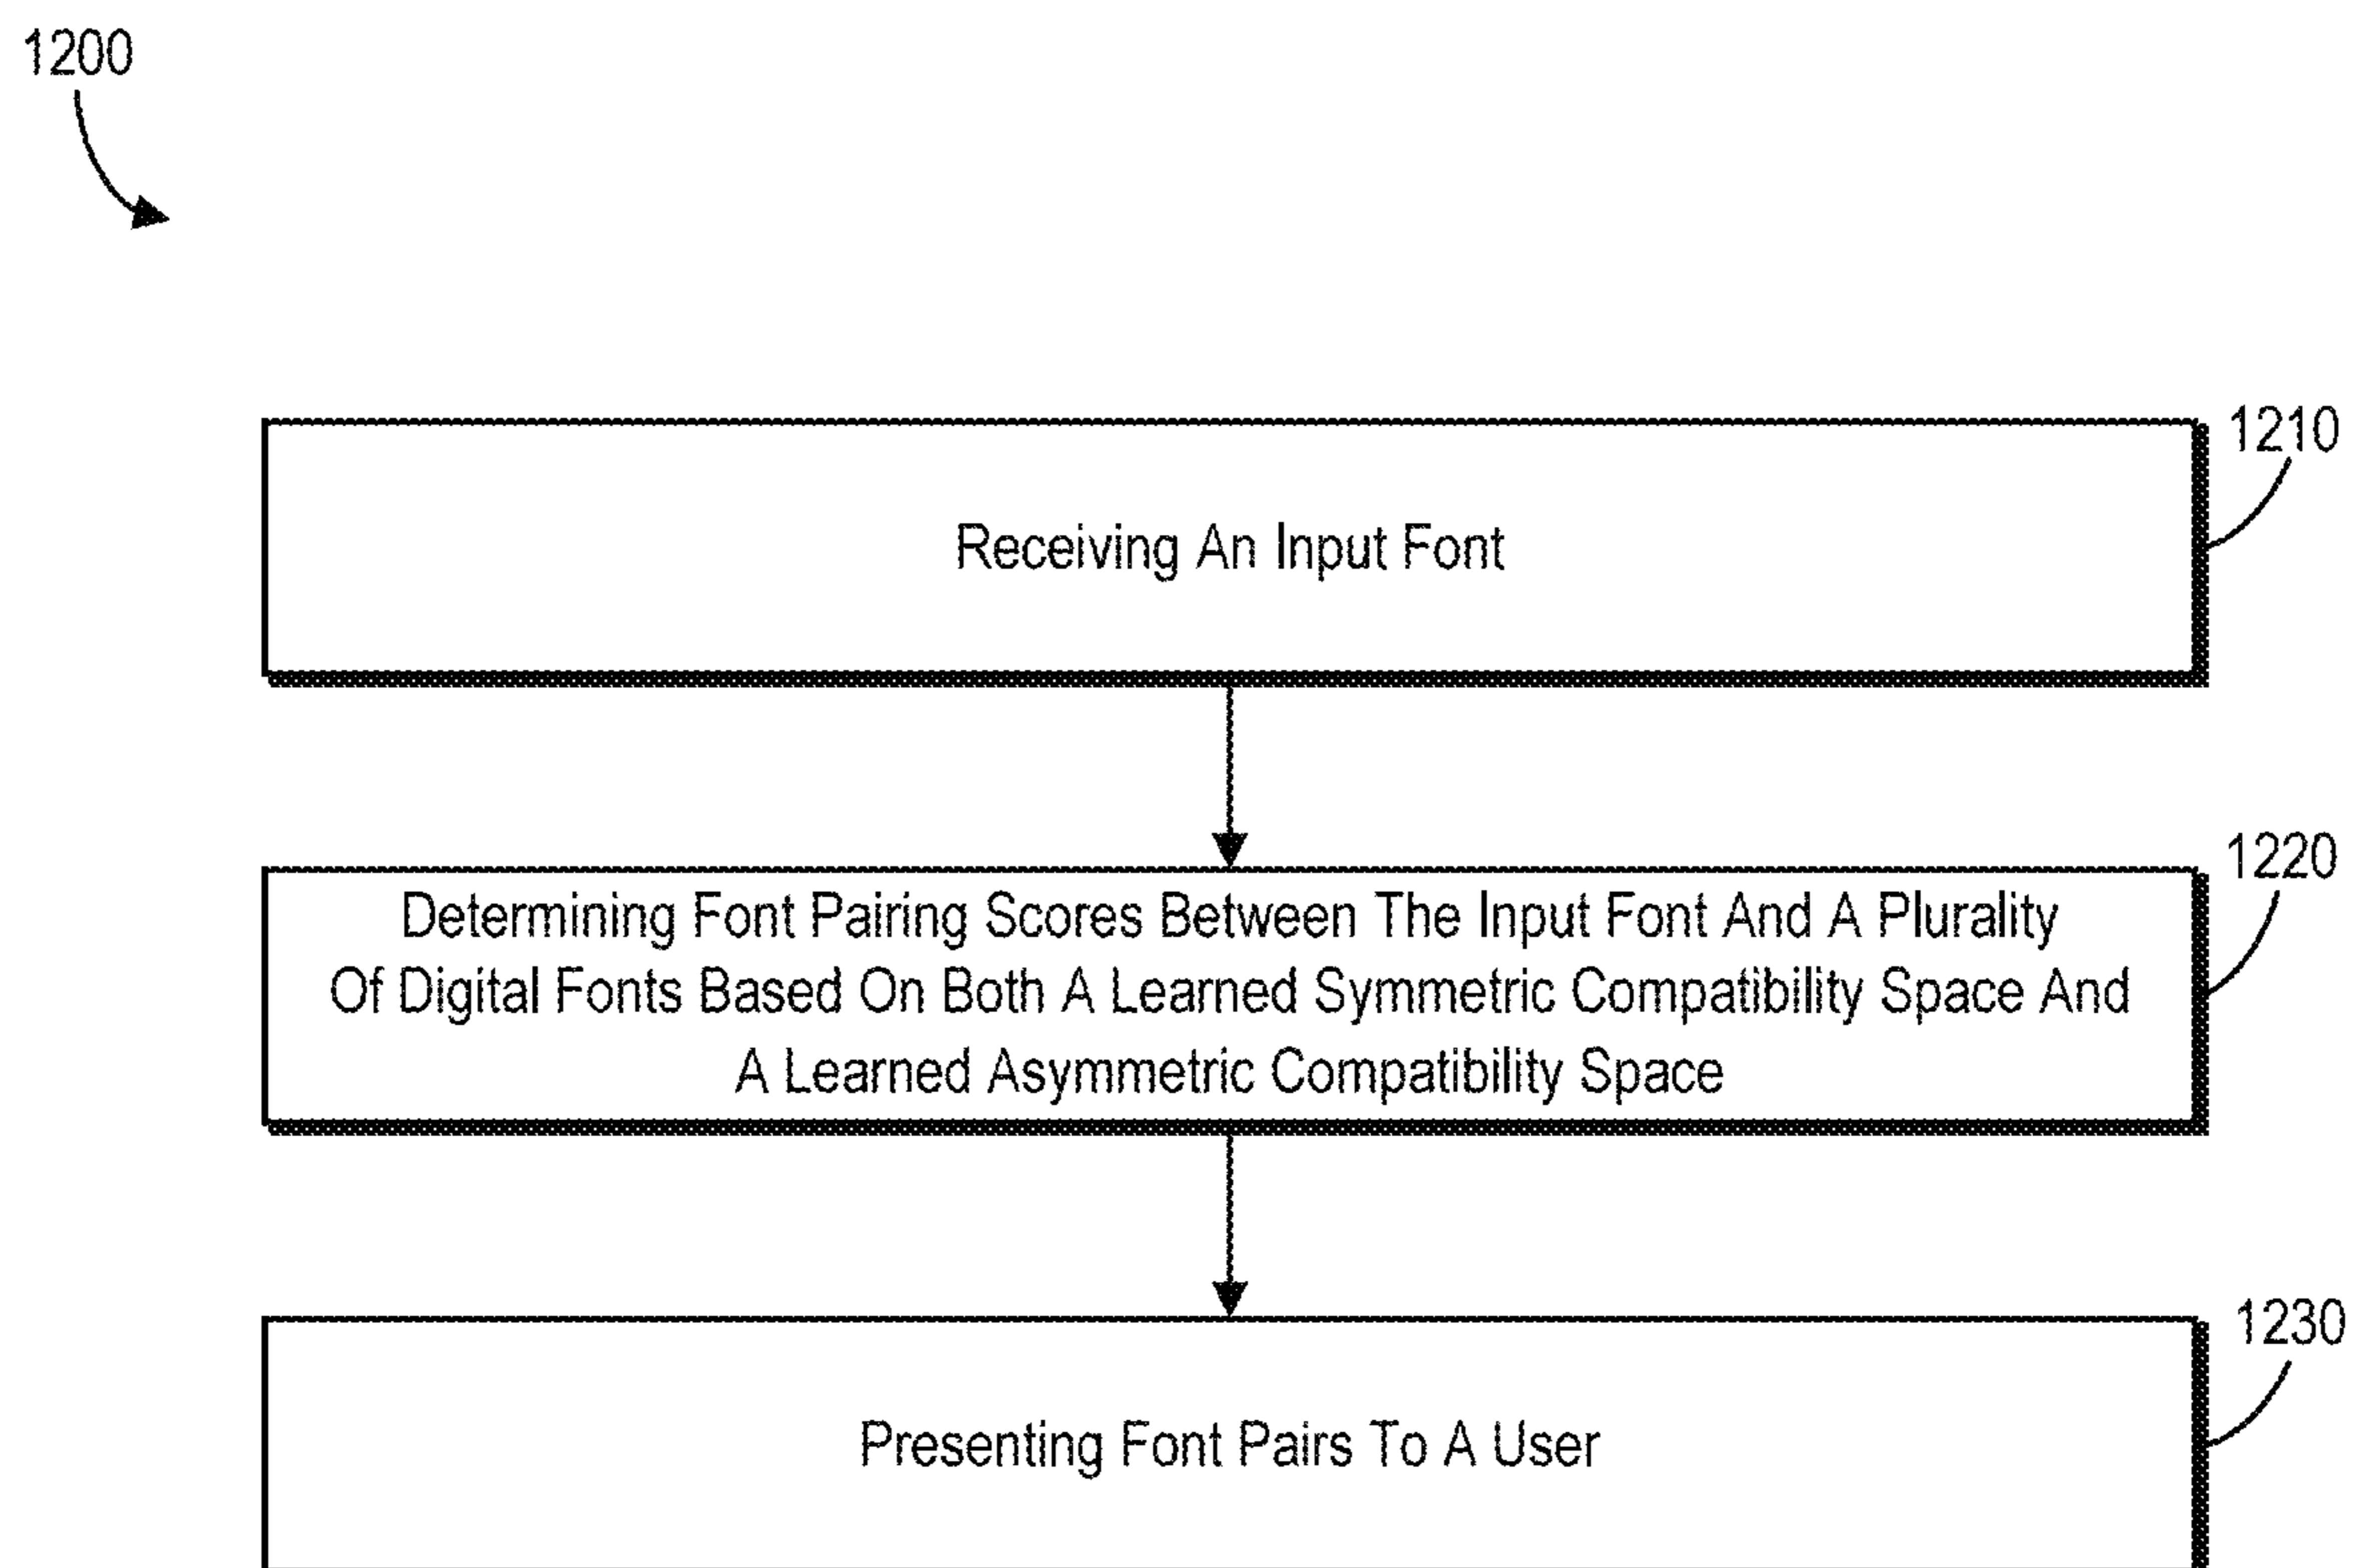 1200
1210
Receiving An Input Font
1220
Determining Font Pairing Scores Between The Input Font And A Plurality
Of Digital Fonts Based On Both A Learned Symmetric Compatibility Space And
A Learned Asymmetric Compatibility Space
1230
Presenting Font Pairs To A User